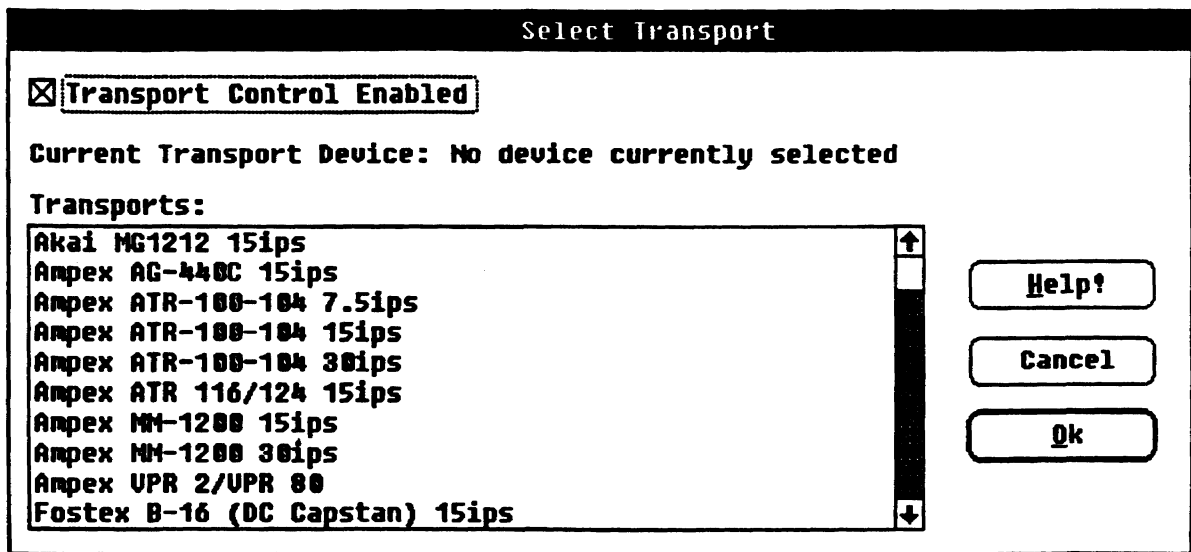 Select Transport
Transport Control Enabled
Current Transport Device: No device currently selected
Transports:
Akai MG1212 15ips
Ampex AG-440C 15ips
Ampex ATR-100-104 7.5ips
Ampex ATR-100-104 15ips
Ampex ATR-100-104 30ips
Ampex ATR 116/124 15ips
Ampex MM-1200 15ips
Ampex MM-1200 30ips
Ampex VPR 2/VPR 80
Fostex B-16 (DC Capstan) 15ips
Help!
Cancel
Ok